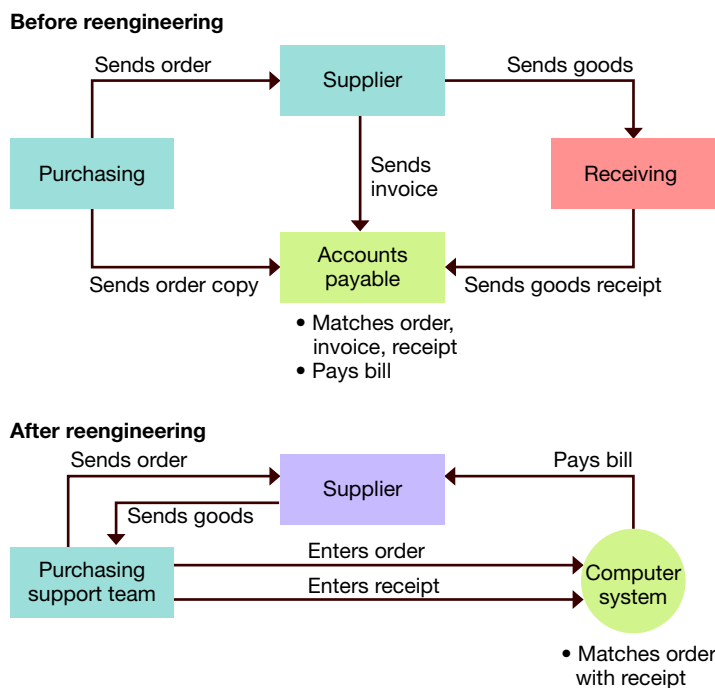 Before reengineering
Sends order
Supplier
Sends goods
Purchasing
Sends
invoice
Receiving
Sends order copy
Accounts
payable
Sends goods receipt
• Matches order,
invoice, receipt
• Pays bill
After reengineering
Sends order
Supplier
Pays bill
Sends goods
Purchasing
support team
Enters order
Enters receipt
Computer
system
• Matches order
with receipt